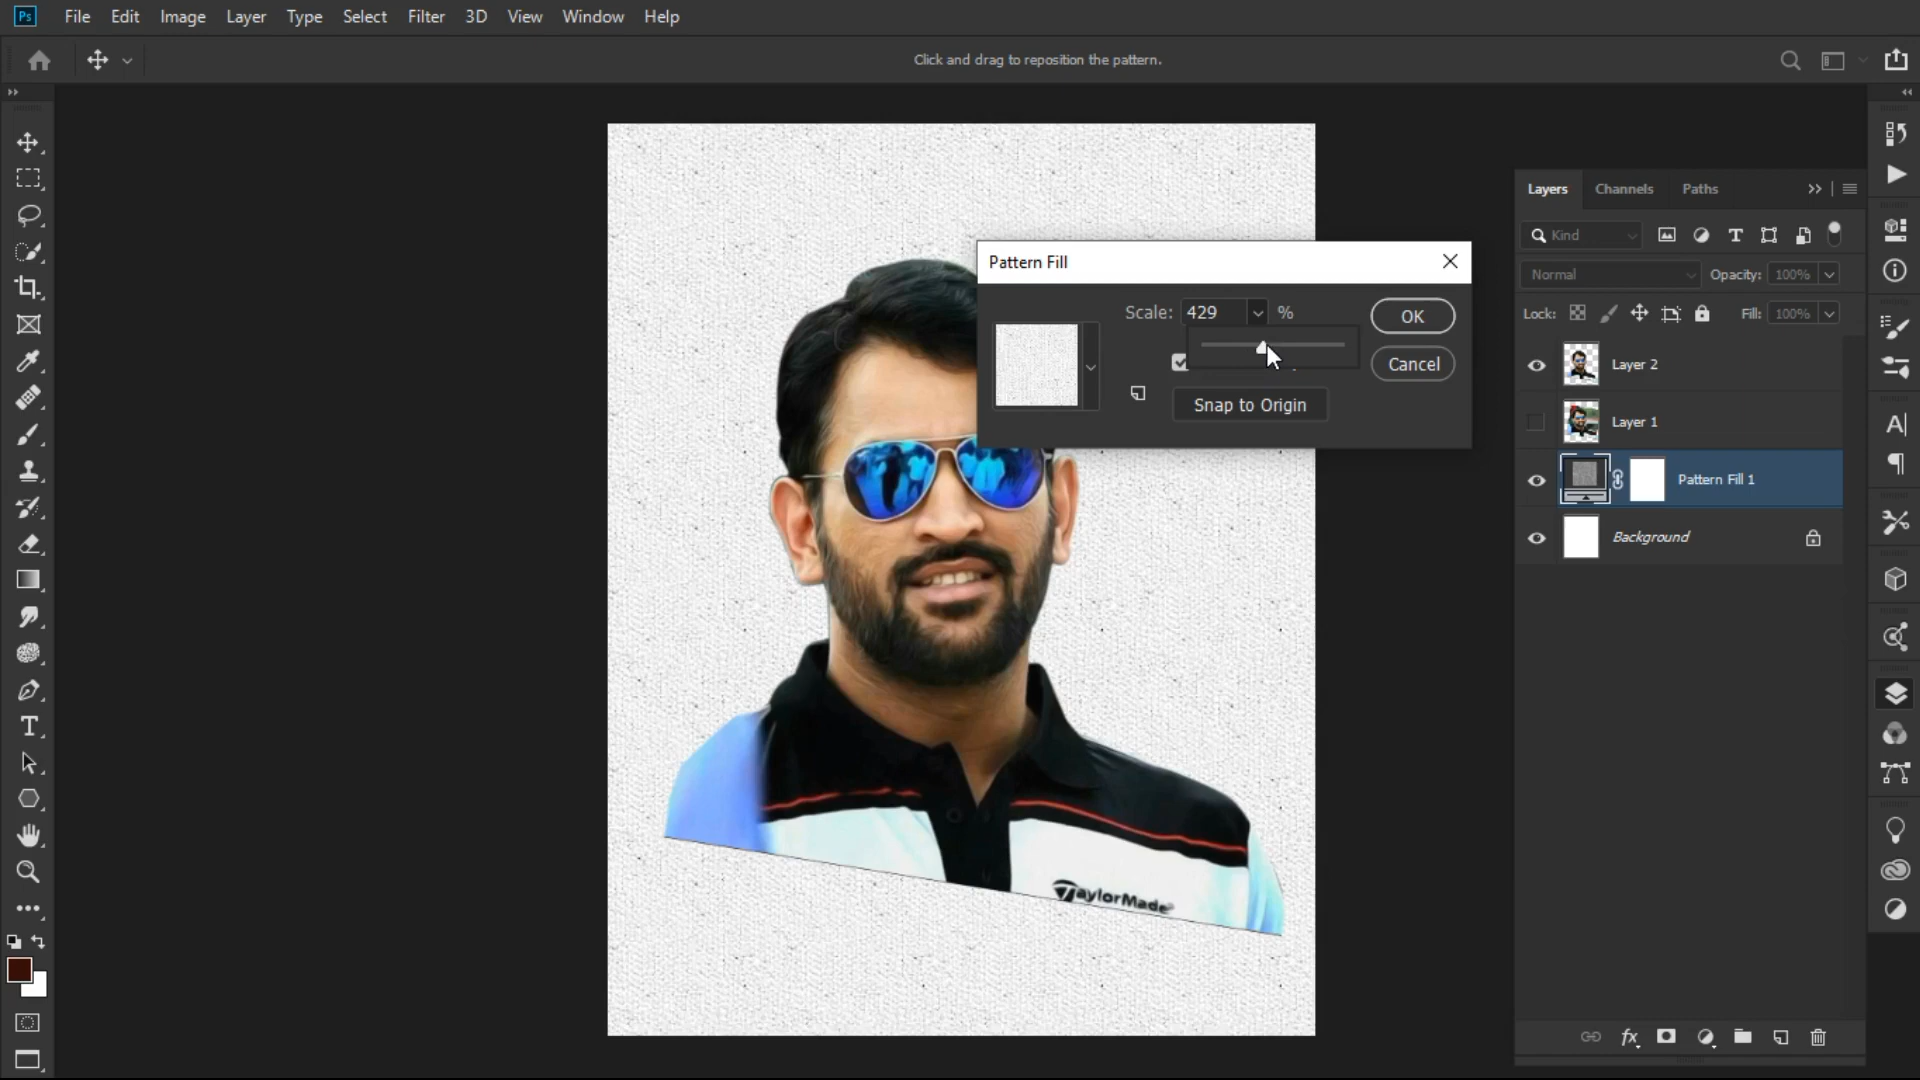 Ps File Edit Image Layer Type Select Filter 3D View Window Help
Click and drag to reposition the pattern.
Layers Channels Paths
Kind
Pattern Fill
Normal Opacity: 100%
Scale: 429 %
OK
Lock: Fill: 100%
Cancel
Layer 2
Snap to Origin
Layer 1
Pattern Fill 1
Background
TaylorMade
fx